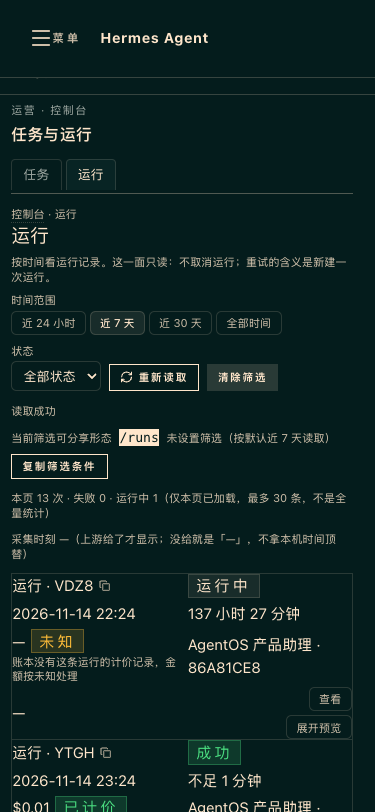 菜单
Hermes Agent
运营 · 控制台
任务与运行
任务
运行
控制台 · 运行
运行
按时间看运行记录。这一面只读：不取消运行；重试的含义是新建一
次运行。
时间范围
近 24 小时
近 7 天
近 30 天
全部时间
状态
全部状态
重新读取
清除筛选
读取成功
当前筛选可分享形态 /runs 未设置筛选（按默认近 7 天读取）
复制筛选条件
本页 13 次 · 失败 0 · 运行中 1（仅本页已加载，最多 30 条，不是全
量统计）
采集时刻 —（上游给了才显示；没给就是「—」，不拿本机时间顶
替）
运行 · VDZ8
运行中
2026-11-14 22:24
137 小时 27 分钟
— 未知
账本没有这条运行的计价记录，金
额按未知处理
AgentOS 产品助理 ·
86A81CE8
—
查看
展开预览
运行 · YTGH
成功
2026-11-14 23:24
不足 1 分钟
$0.01 已计价
AgentOS 产品助理 ·